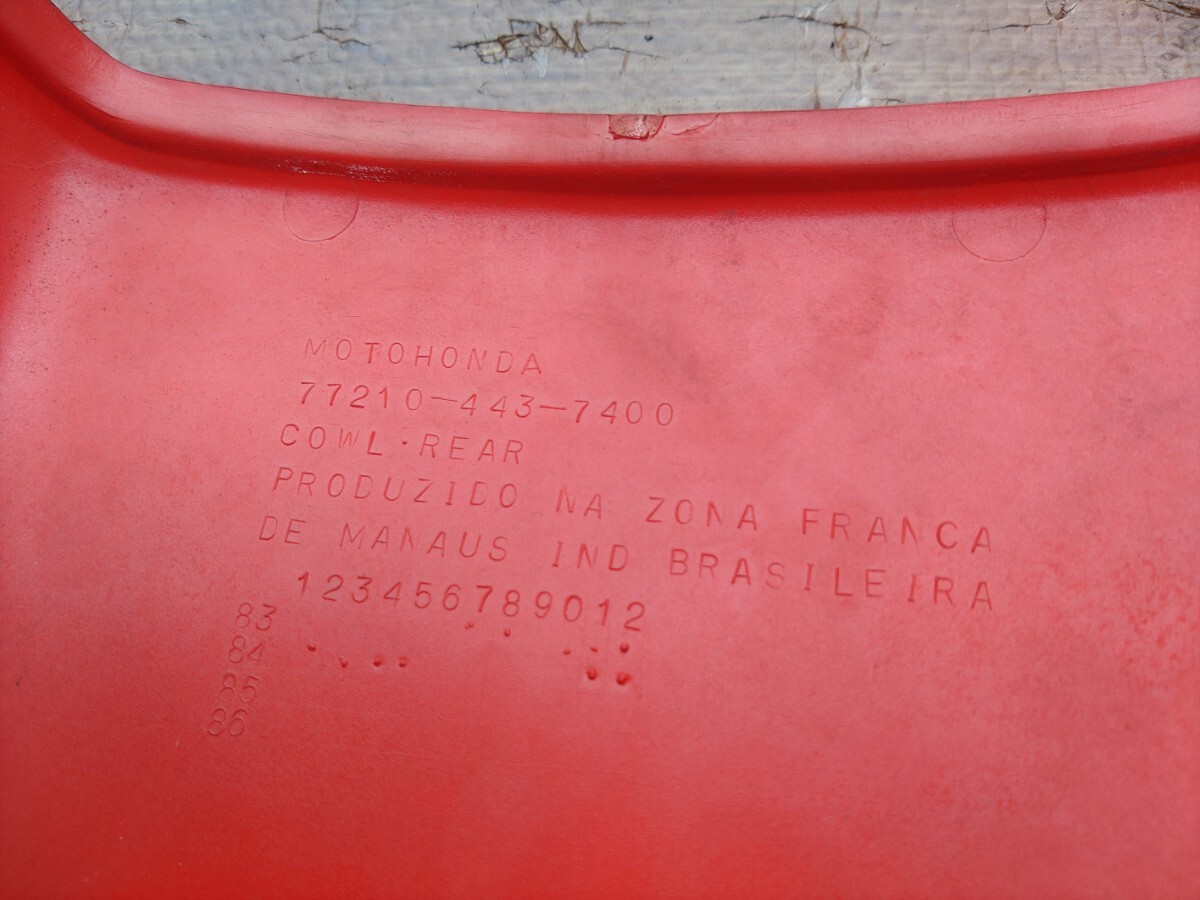 MOTOHONDA
77210-443-7400
COWL·REAR
PRODUZIDO NA ZONA FRANCA
DE MANAUS IND BRASILEIRA
123456789012
83
84
85
86